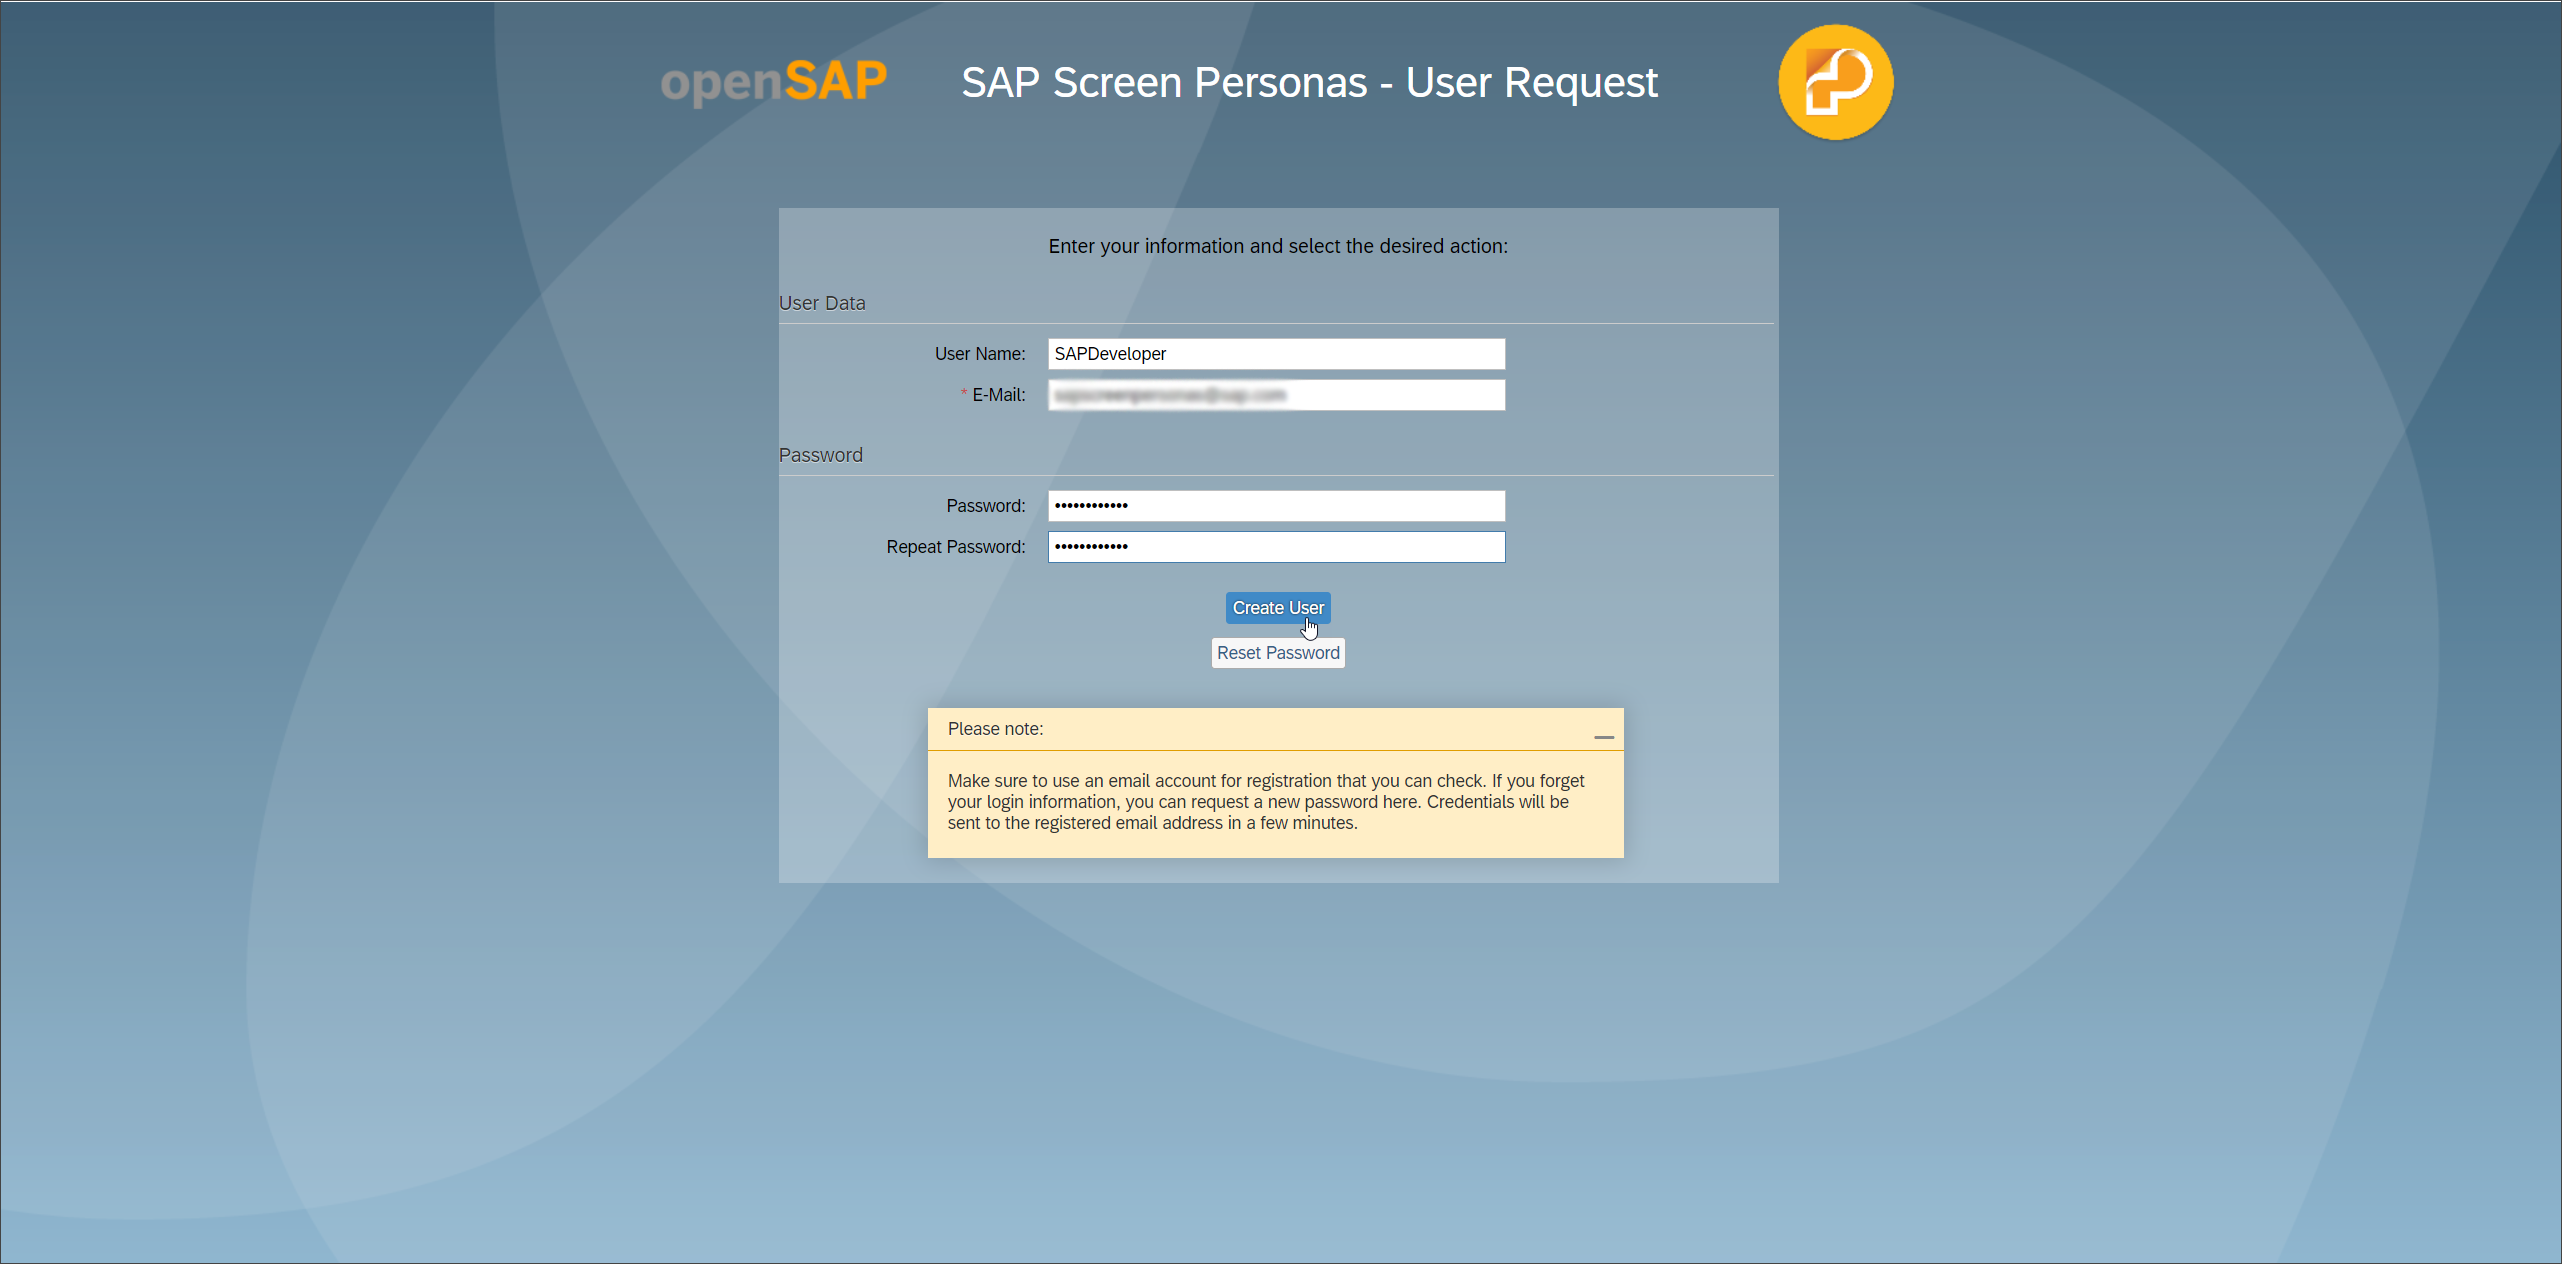 openSAP
SAP Screen Personas - User Request
Enter your information and select the desired action:
User Data
User Name: SAPDeveloper
* E-Mail:
Password
Password: ••••••••••••
Repeat Password: ••••••••••••
Create User
Reset Password
Please note:
Make sure to use an email account for registration that you can check. If you forget
your login information, you can request a new password here. Credentials will be
sent to the registered email address in a few minutes.